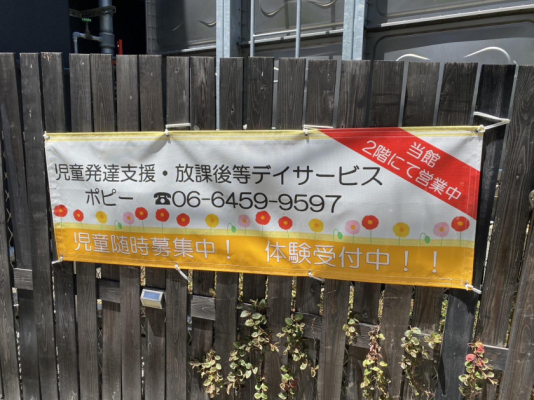 児童発達支援・放課後等デイサービス
ポピー ☎06-6459-9597
当館
2階にて営業中
児童随時募集中! 体験受付中!!